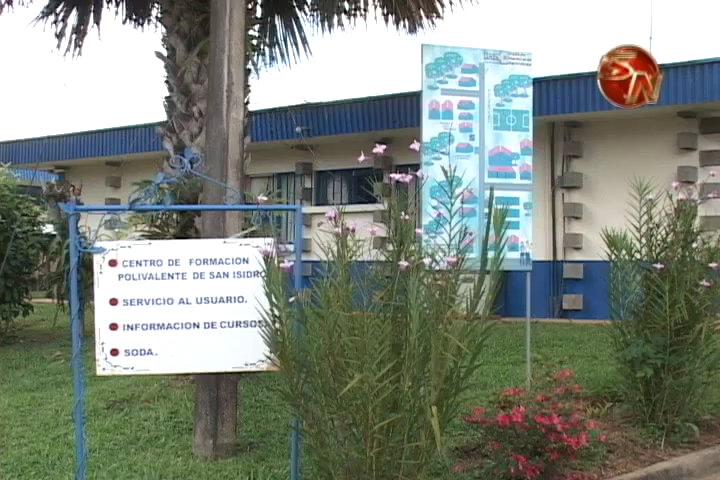 CENTRO DE FORMACION
POLIVALENTE DE SAN ISIDRO
SERVICIO AL USUARIO.
INFORMACION DE CURSOS
SODA.